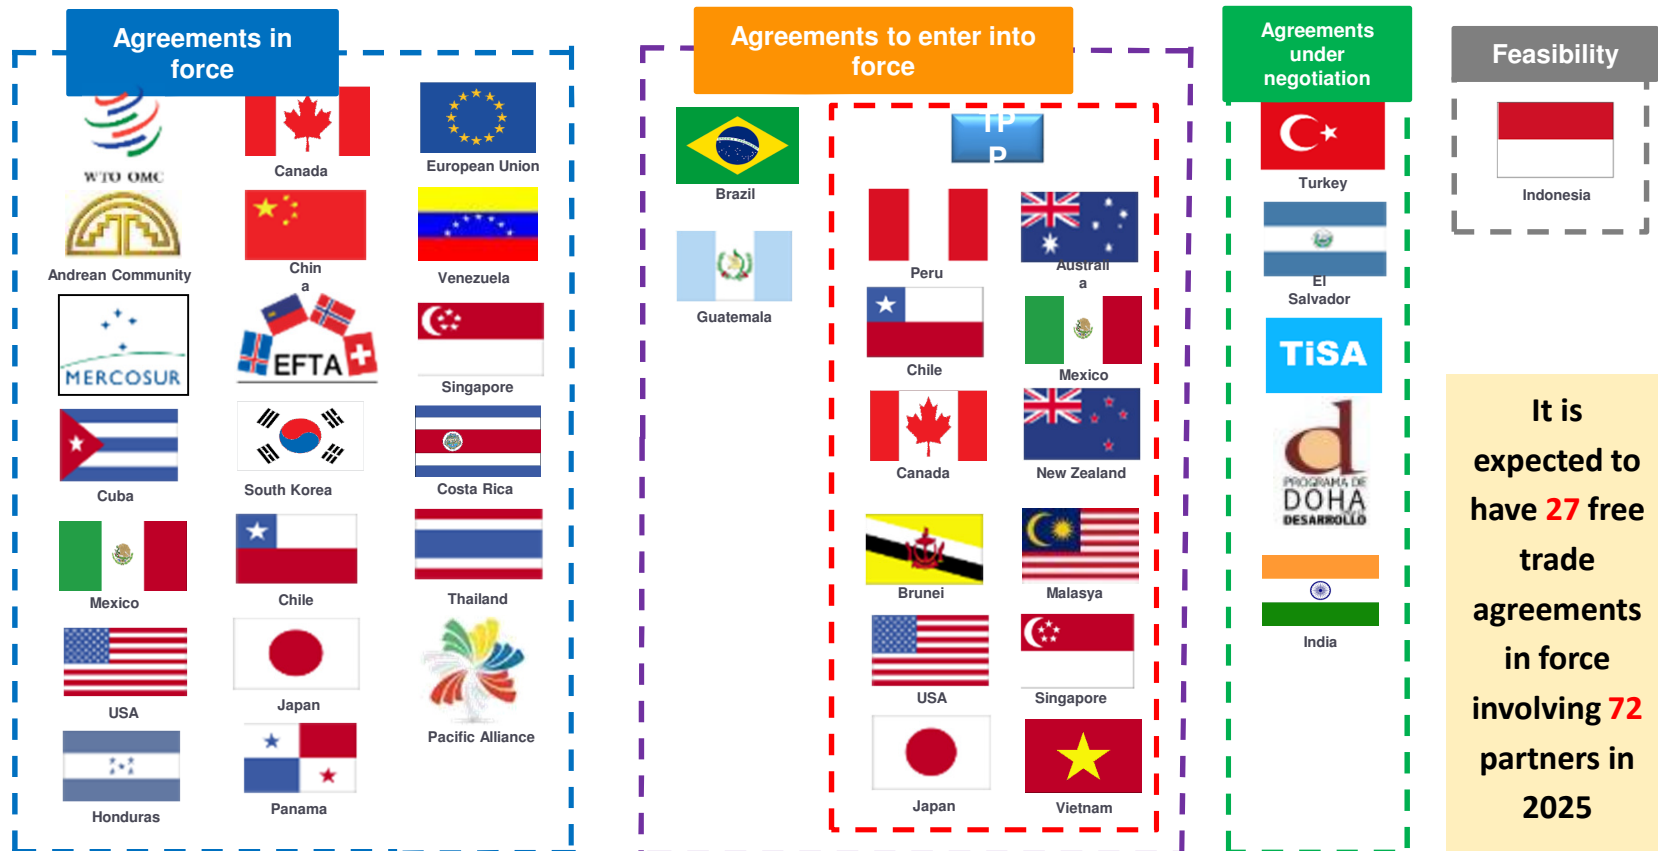 Agreements in
force
WTO OMC
Canada
European Union
Andrean Community
Chin
a
Venezuela
MERCOSUR
EFTA
Singapore
Cuba
South Korea
Costa Rica
Mexico
Chile
Thailand
USA
Japan
Pacific Alliance
Honduras
Panama
Agreements to enter into
force
Brazil
Guatemala
TP
P
Peru
Australi
a
Chile
Mexico
Canada
New Zealand
Brunei
Malasya
USA
Singapore
Japan
Vietnam
Agreements
under
negotiation
Turkey
El
Salvador
TiSA
PROGRAMA DE
DOHA
DESARROLLO
India
Feasibility
Indonesia
It is
expected to
have 27 free
trade
agreements
in force
involving 72
partners in
2025